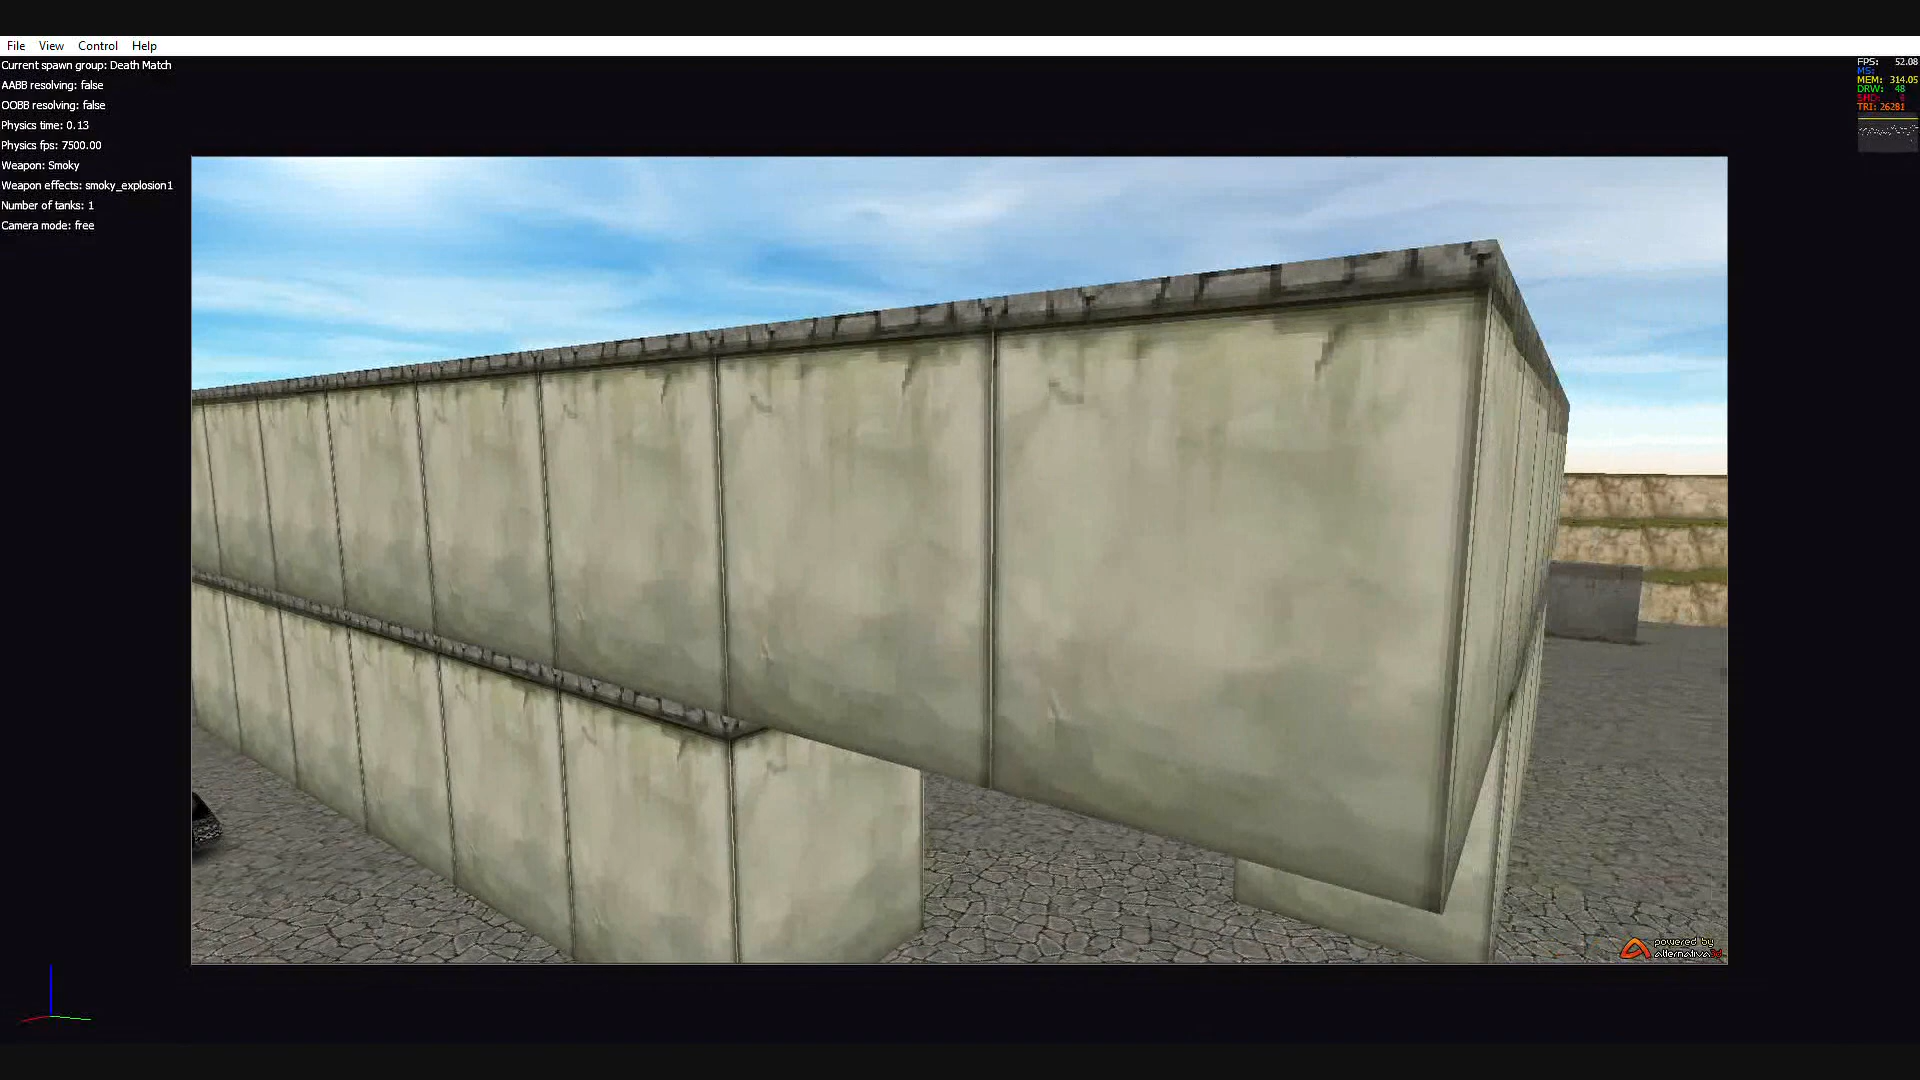 File View Control Help
Current spawn group: Death Match
AABB resolving: false
OOBB resolving: false
Physics time: 0.13
Physics fps: 7500.00
Weapon: Smoky
Weapon effects: smoky_explosion1
Number of tanks: 1
Camera mode: free
FPS: 52.08
MS:
MEM: 314.05
DRW: 48
TRI: 26281
powered by
alternativa3d